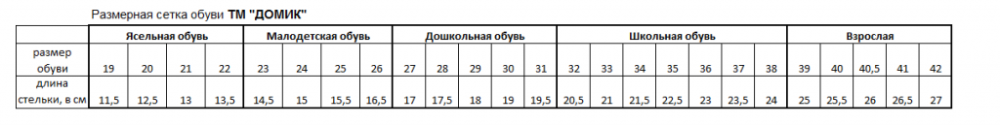 Размерная сетка обуви ТМ "ДОМИК"
Ясельная обувь Малодетская обувь Дошкольная обувь Школьная обувь Взрослая
размер
обуви 19 20 21 22 23 24 25 26 27 28 29 30 31 32 33 34 35 36 37 38 39 40 40,5 41 42
длина
стельки, в см 11,5 12,5 13 13,5 14,5 15 15,5 16,5 17 17,5 18 19 19,5 20,5 21 21,5 22,5 23 23,5 24 25 25,5 26 26,5 27